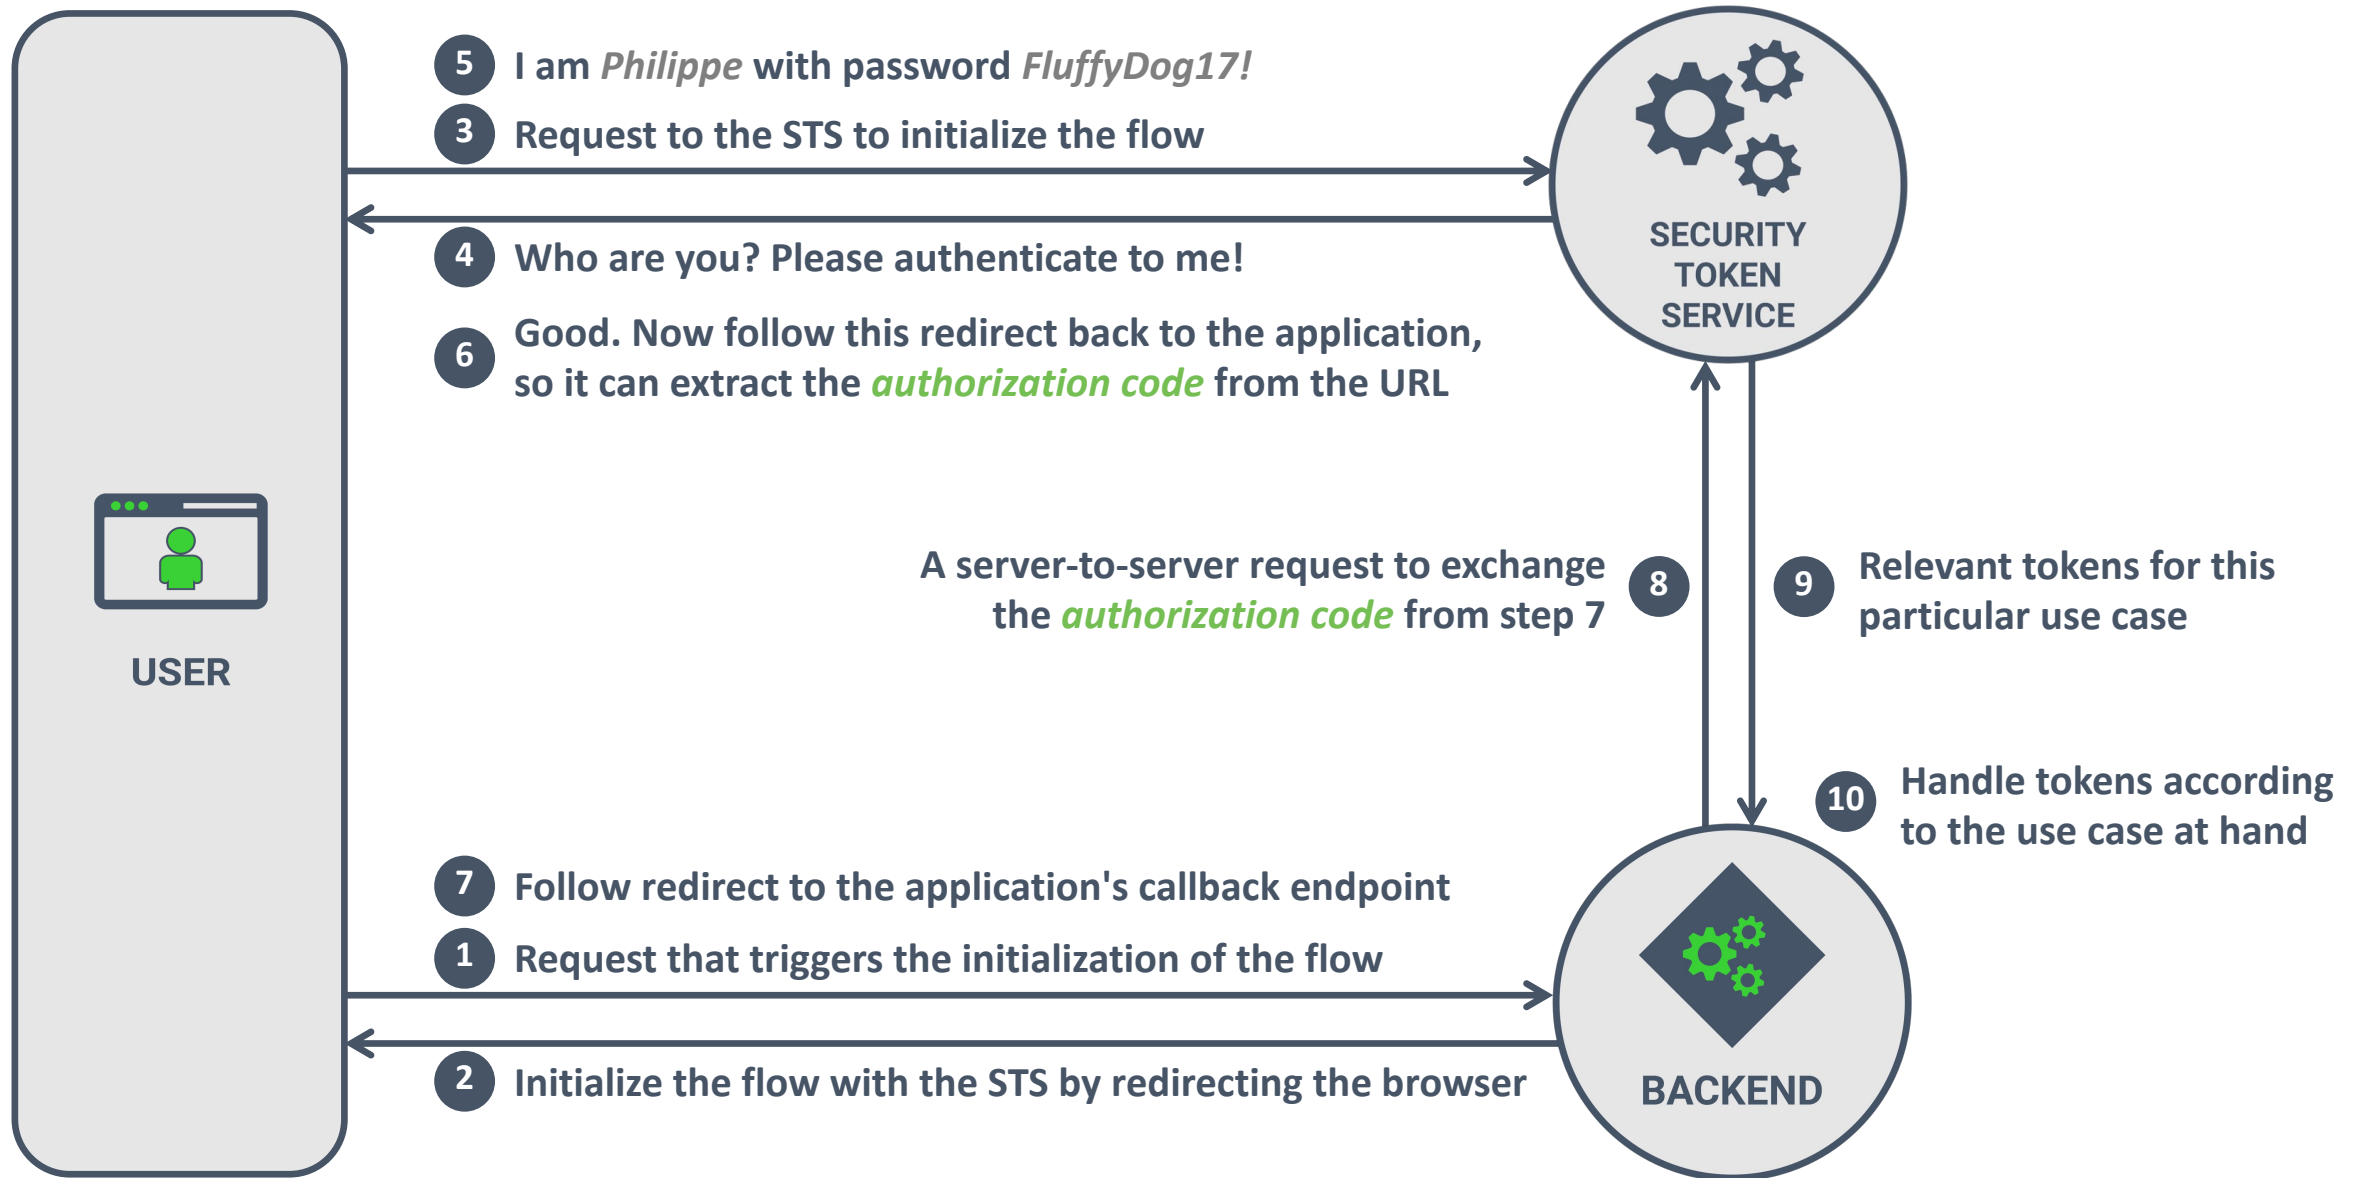 5 I am Philippe with password FluffyDog17!
3 Request to the STS to initialize the flow
4 Who are you? Please authenticate to me!
6 Good. Now follow this redirect back to the application,
so it can extract the authorization code from the URL
SECURITY
TOKEN
SERVICE
USER
A server-to-server request to exchange
the authorization code from step 7
8
9 Relevant tokens for this
particular use case
10 Handle tokens according
to the use case at hand
7 Follow redirect to the application's callback endpoint
1 Request that triggers the initialization of the flow
2 Initialize the flow with the STS by redirecting the browser
BACKEND